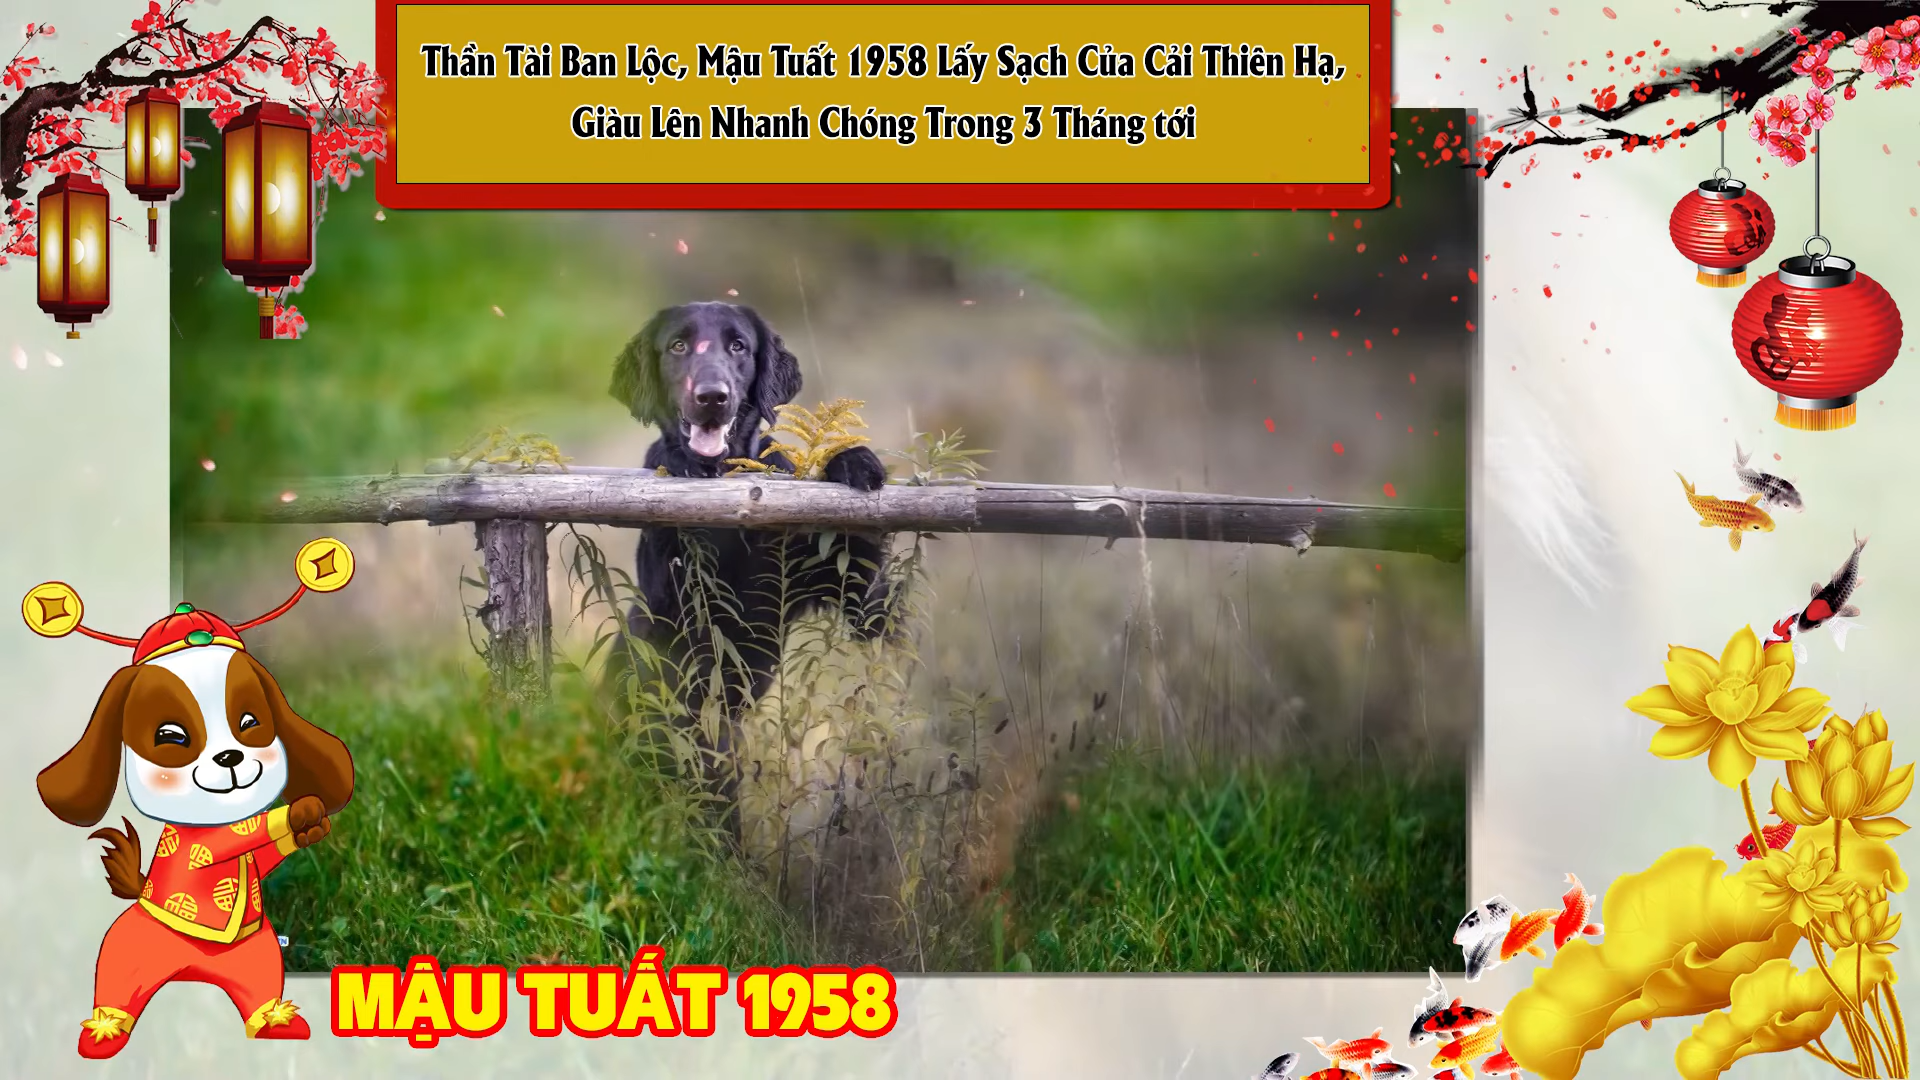 Thần Tài Ban Lộc, Mậu Tuất 1958 Lấy Sạch Của Cải Thiên Hạ,
Giàu Lên Nhanh Chóng Trong 3 Tháng tới
MẬU TUẤT 1958